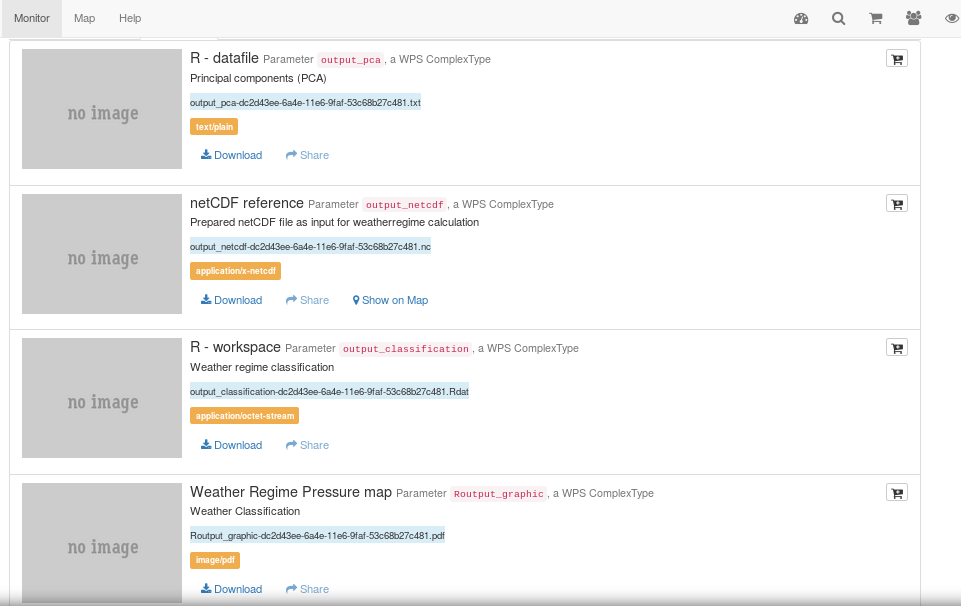 Monitor Map Help
no image
R - datafile Parameter output_pca, a WPS ComplexType
Principal components (PCA)
output_pca-dc2d43ee-6a4e-11e6-9faf-53c68b27c481.txt
text/plain
Download Share
no image
netCDF reference Parameter output_netcdf, a WPS ComplexType
Prepared netCDF file as input for weatherregime calculation
output_netcdf-dc2d43ee-6a4e-11e6-9faf-53c68b27c481.nc
application/x-netcdf
Download Share Show on Map
no image
R - workspace Parameter output_classification, a WPS ComplexType
Weather regime classification
output_classification-dc2d43ee-6a4e-11e6-9faf-53c68b27c481.Rdat
application/octet-stream
Download Share
no image
Weather Regime Pressure map Parameter Routput_graphic, a WPS ComplexType
Weather Classification
Routput_graphic-dc2d43ee-6a4e-11e6-9faf-53c68b27c481.pdf
image/pdf
Download Share